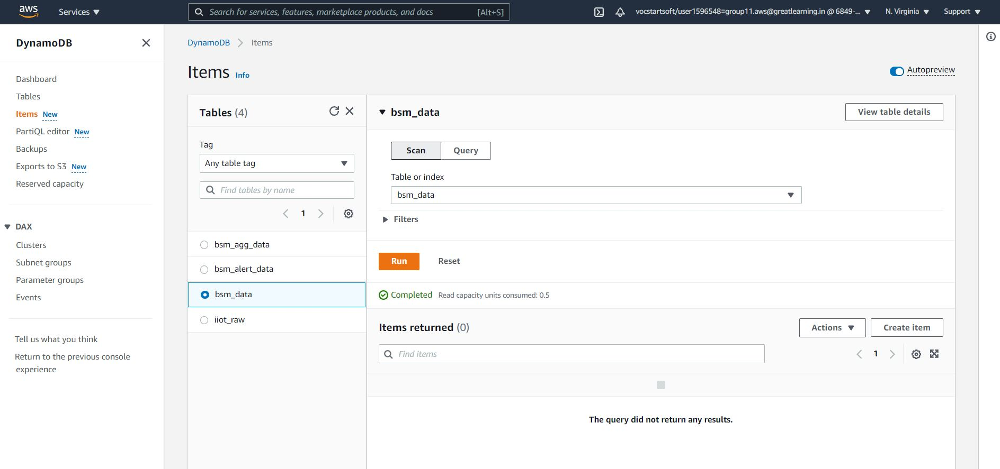 aws
Services
Search for services, features, marketplace products, and docs
[Alt+S]
vocstartsoft/user1596548=group11.aws@greatlearning.in @ 6849-...
N. Virginia
Support
DynamoDB
Dashboard
Tables
Items New
PartiQL editor New
Backups
Exports to S3 New
Reserved capacity
DAX
Clusters
Subnet groups
Parameter groups
Events
Tell us what you think
Return to the previous console
experience
DynamoDB
Items
Items Info
Autopreview
Tables (4)
Tag
Any table tag
Find tables by name
1
bsm_agg_data
bsm_alert_data
bsm_data
iiot_raw
bsm_data
View table details
Scan
Query
Table or index
bsm_data
Filters
Run
Reset
Completed Read capacity units consumed: 0.5
Items returned (0)
Actions
Create item
Find items
1
The query did not return any results.